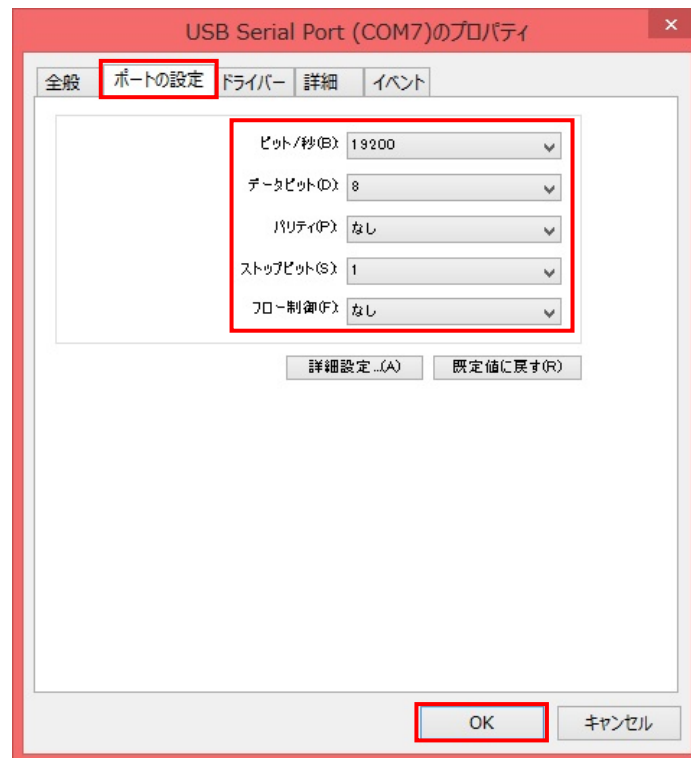 USB Serial Port (COM7)のプロパティ
×
全般 ポートの設定 ドライバー 詳細 イベント
ビット/秒(B): 19200
データビット(D): 8
パリティ(P): なし
ストップビット(S): 1
フロー制御(F): なし
詳細設定...(A) 既定値に戻す(R)
OK キャンセル